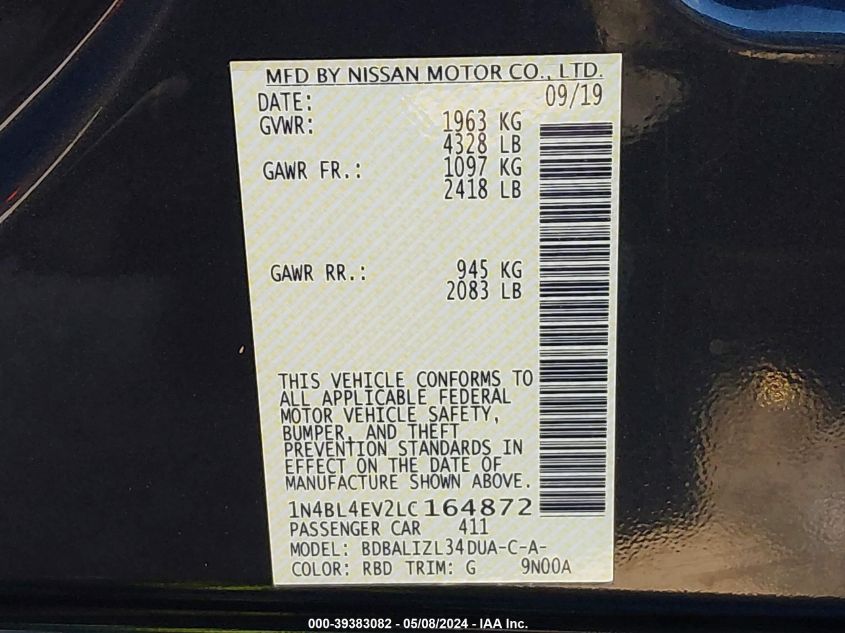 MFD BY NISSAN MOTOR CO., LTD.
DATE: 09/19
GVWR: 1963 KG
4328 LB
GAWR FR.: 1097 KG
2418 LB
GAWR RR.: 945 KG
2083 LB
THIS VEHICLE CONFORMS TO
ALL APPLICABLE FEDERAL
MOTOR VEHICLE SAFETY,
BUMPER, AND THEFT
PREVENTION STANDARDS IN
EFFECT ON THE DATE OF
MANUFACTURE SHOWN ABOVE.
1N4BL4EV2LC164872
PASSENGER CAR 411
MODEL: BDBALIZL34DUA-C-A-
COLOR: RBD TRIM: G 9N00A
000-39383082 - 05/08/2024 - IAA Inc.